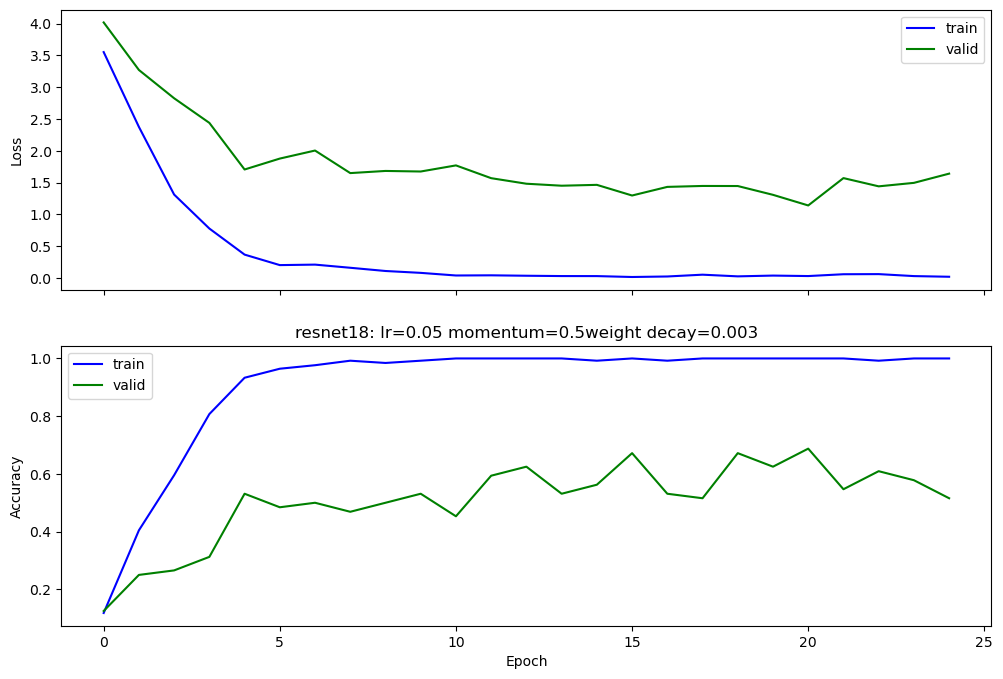 4.0
3.5
3.0
2.5
2.0
1.5
1.0
0.5
0.0
Loss
train
valid
resnet18: lr=0.05 momentum=0.5weight decay=0.003
1.0
0.8
0.6
0.4
0.2
Accuracy
train
valid
0 5 10 15 20 25
Epoch